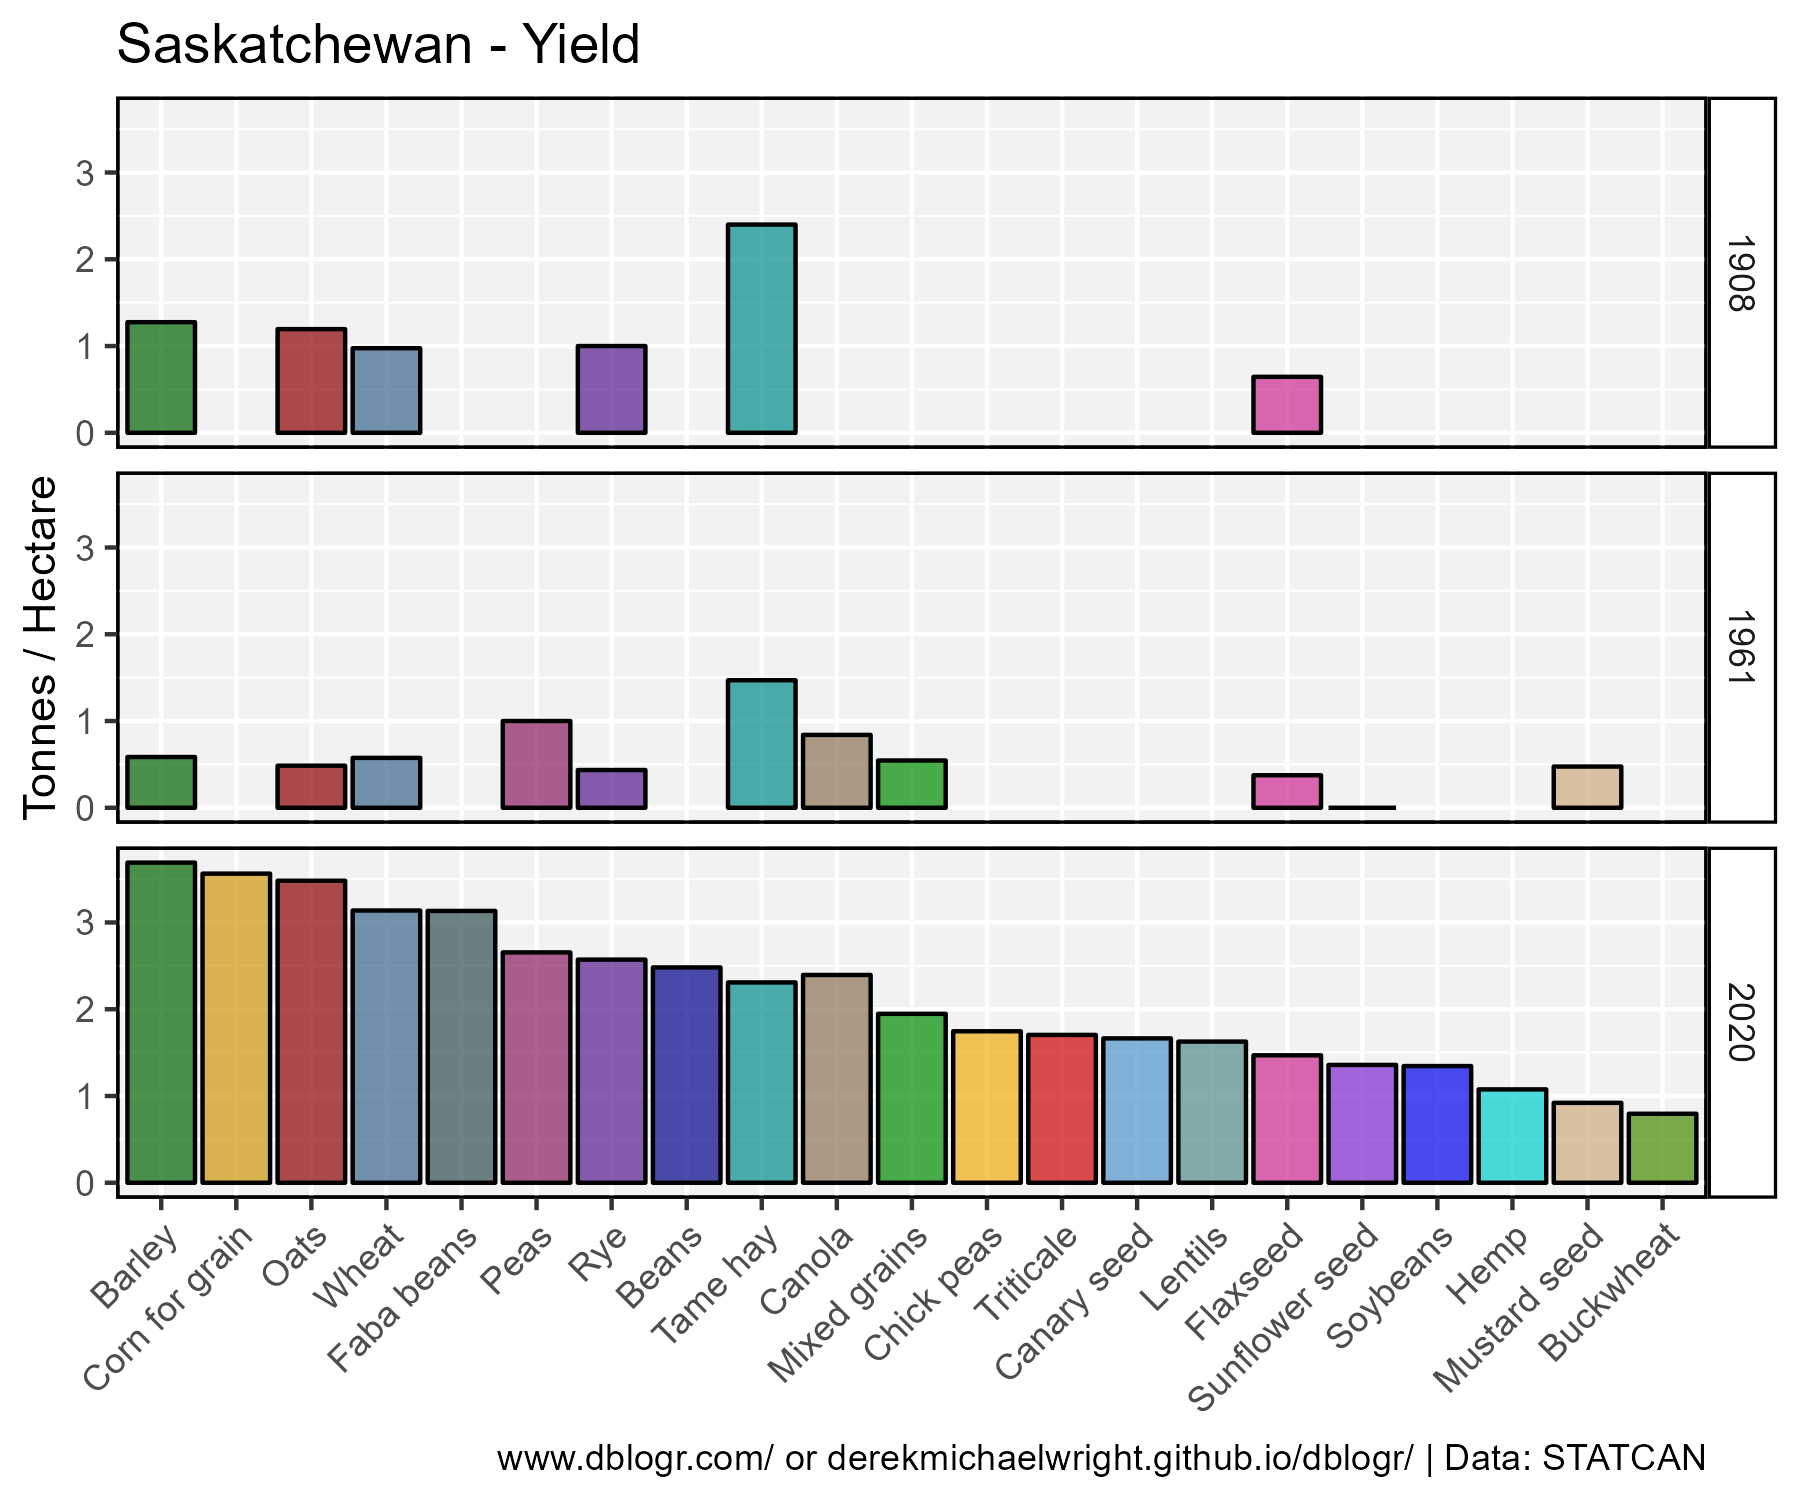 Saskatchewan - Yield
Tonnes / Hectare
3
2
1
0
1908
3
2
1
0
1961
3
2
1
0
2020
Barley
Corn for grain
Oats
Wheat
Faba beans
Peas
Rye
Beans
Tame hay
Canola
Mixed grains
Chick peas
Triticale
Canary seed
Lentils
Flaxseed
Sunflower seed
Soybeans
Hemp
Mustard seed
Buckwheat
www.dblogr.com/ or derekmichaelwright.github.io/dblogr/ | Data: STATCAN